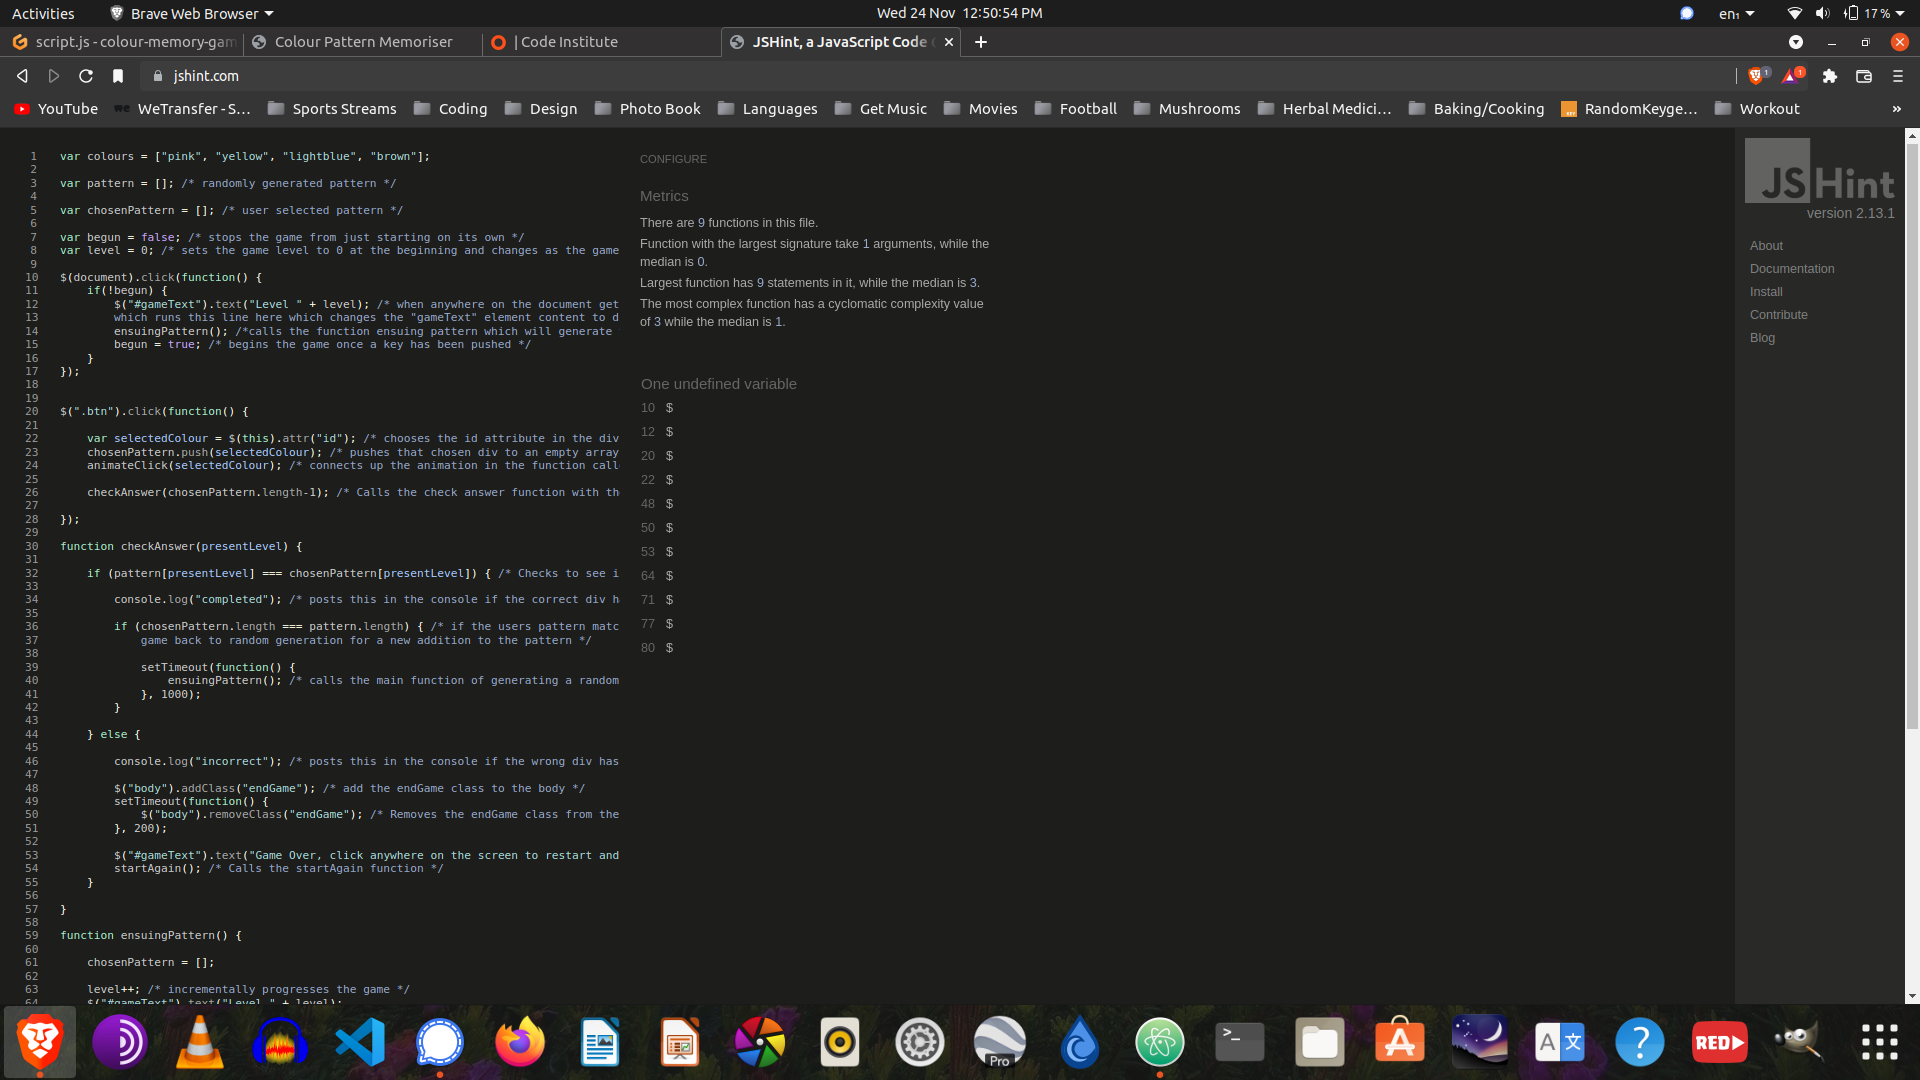 Activities
Brave Web Browser
Wed 24 Nov 12:50:54 PM
en₁
17 %
script.js - colour-memory-gam
Colour Pattern Memoriser
| Code Institute
JSHint, a JavaScript Code
jshint.com
1
1
YouTube
WeTransfer - S...
Sports Streams
Coding
Design
Photo Book
Languages
Get Music
Movies
Football
Mushrooms
Herbal Medici...
Baking/Cooking
RandomKeyge...
Workout
»
1 var colours = ["pink", "yellow", "lightblue", "brown"];
2
3 var pattern = []; /* randomly generated pattern */
4
5 var chosenPattern = []; /* user selected pattern */
6
7 var begun = false; /* stops the game from just starting on its own */
8 var level = 0; /* sets the game level to 0 at the beginning and changes as the game
9
10 $(document).click(function() {
11 if(!begun) {
12 $("#gameText").text("Level " + level); /* when anywhere on the document get
13 which runs this line here which changes the "gameText" element content to d
14 ensuingPattern(); /*calls the function ensuing pattern which will generate
15 begun = true; /* begins the game once a key has been pushed */
16 }
17 });
18
19
20 $(".btn").click(function() {
21
22 var selectedColour = $(this).attr("id"); /* chooses the id attribute in the div
23 chosenPattern.push(selectedColour); /* pushes that chosen div to an empty array
24 animateClick(selectedColour); /* connects up the animation in the function call
25
26 checkAnswer(chosenPattern.length-1); /* Calls the check answer function with th
27
28 });
29
30 function checkAnswer(presentLevel) {
31
32 if (pattern[presentLevel] === chosenPattern[presentLevel]) { /* Checks to see i
33
34 console.log("completed"); /* posts this in the console if the correct div h
35
36 if (chosenPattern.length === pattern.length) { /* if the users pattern matc
37 game back to random generation for a new addition to the pattern */
38
39 setTimeout(function() {
40 ensuingPattern(); /* calls the main function of generating a random
41 }, 1000);
42 }
43
44 } else {
45
46 console.log("incorrect"); /* posts this in the console if the wrong div has
47
48 $("body").addClass("endGame"); /* add the endGame class to the body */
49 setTimeout(function() {
50 $("body").removeClass("endGame"); /* Removes the endGame class from the
51 }, 200);
52
53 $("#gameText").text("Game Over, click anywhere on the screen to restart and
54 startAgain(); /* Calls the startAgain function */
55 }
56
57 }
58
59 function ensuingPattern() {
60
61 chosenPattern = [];
62
63 level++; /* incrementally progresses the game */
64 $("#gameText").text("Level " + level);
CONFIGURE
Metrics
There are 9 functions in this file.
Function with the largest signature take 1 arguments, while the
median is 0.
Largest function has 9 statements in it, while the median is 3.
The most complex function has a cyclomatic complexity value
of 3 while the median is 1.
One undefined variable
10 $
12 $
20 $
22 $
48 $
50 $
53 $
64 $
71 $
77 $
80 $
JSHint
version 2.13.1
About
Documentation
Install
Contribute
Blog
Pro
>_
A 文
?
RED